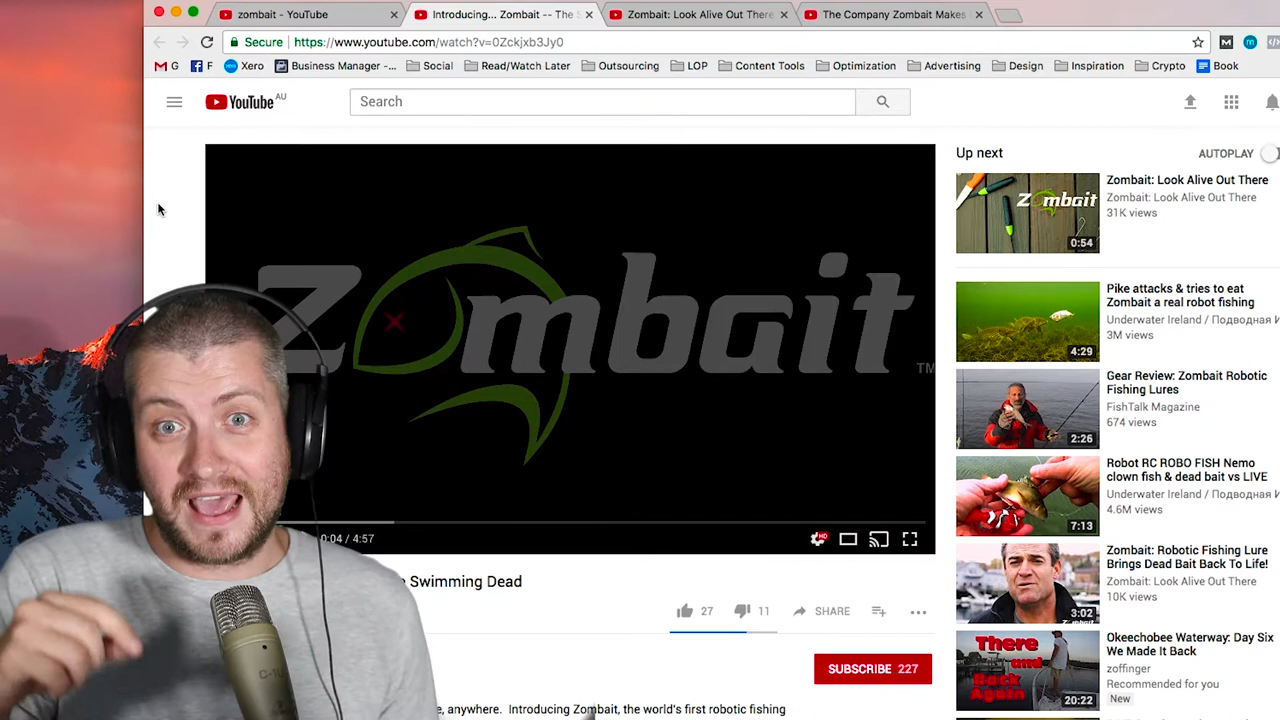 zombait - YouTube
Introducing... Zombait -- The S
Zombait: Look Alive Out There
The Company Zombait Makes
Secure
https://www.youtube.com/watch?v=0Zckjxb3Jy0
G
F
Xero
Business Manager -...
Social
Read/Watch Later
Outsourcing
LOP
Content Tools
Optimization
Advertising
Design
Inspiration
Crypto
Book
YouTube AU
Search
Up next
AUTOPLAY
Zombait
TM
0:04 / 4:57
HD
Swimming Dead
27
11
SHARE
SUBSCRIBE 227
e, anywhere. Introducing Zombait, the world's first robotic fishing
Zombait
0:54
Zombait: Look Alive Out There
Zombait: Look Alive Out There
31K views
4:29
Pike attacks & tries to eat
Zombait a real robot fishing
Underwater Ireland / Подводная И
3M views
2:26
Gear Review: Zombait Robotic
Fishing Lures
FishTalk Magazine
674 views
7:13
Robot RC ROBO FISH Nemo
clown fish & dead bait vs LIVE
Underwater Ireland / Подводная И
4.6M views
3:02
Zombait: Robotic Fishing Lure
Brings Dead Bait Back To Life!
Zombait: Look Alive Out There
10K views
There
and
Back
Again
20:22
Okeechobee Waterway: Day Six
We Made It Back
zoffinger
Recommended for you
New